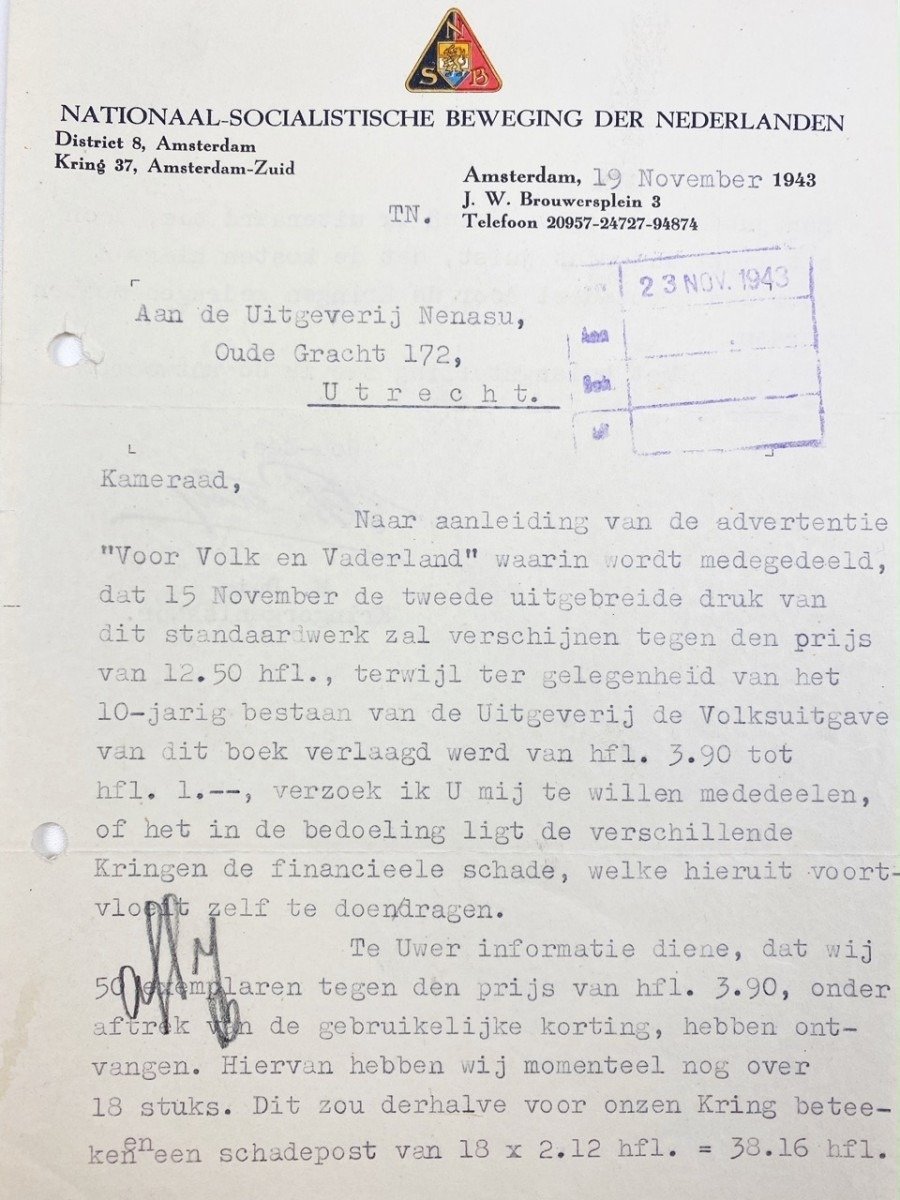 N
S B
NATIONAAL-SOCIALISTISCHE BEWEGING DER NEDERLANDEN
District 8, Amsterdam
Kring 37, Amsterdam-Zuid
Amsterdam, 19 November 1943
J. W. Brouwersplein 3
TN.
Telefoon 20957-24727-94874
23 NOV. 1943
Aan de Uitgeverij Nenasu,
Oude Gracht 172,
Utrecht.
Kameraad,
Naar aanleiding van de advertentie
"Voor Volk en Vaderland" waarin wordt medegedeeld,
dat 15 November de tweede uitgebreide druk van
dit standaardwerk zal verschijnen tegen den prijs
van 12.50 hfl., terwijl ter gelegenheid van het
10-jarig bestaan van de Uitgeverij de Volksuitgave
van dit boek verlaagd werd van hfl. 3.90 tot
hfl. 1.--, verzoek ik U mij te willen mededeelen,
of het in de bedoeling ligt de verschillende
Kringen de financieele schade, welke hieruit voort-
vloeit zelf te doen/dragen.
Te Uwer informatie diene, dat wij
50 exemplaren tegen den prijs van hfl. 3.90, onder
aftrek van de gebruikelijke korting, hebben ont-
vangen. Hiervan hebben wij momenteel nog over
18 stuks. Dit zou derhalve voor onzen Kring betee-
kenen een schadepost van 18 x 2.12 hfl. = 38.16 hfl.